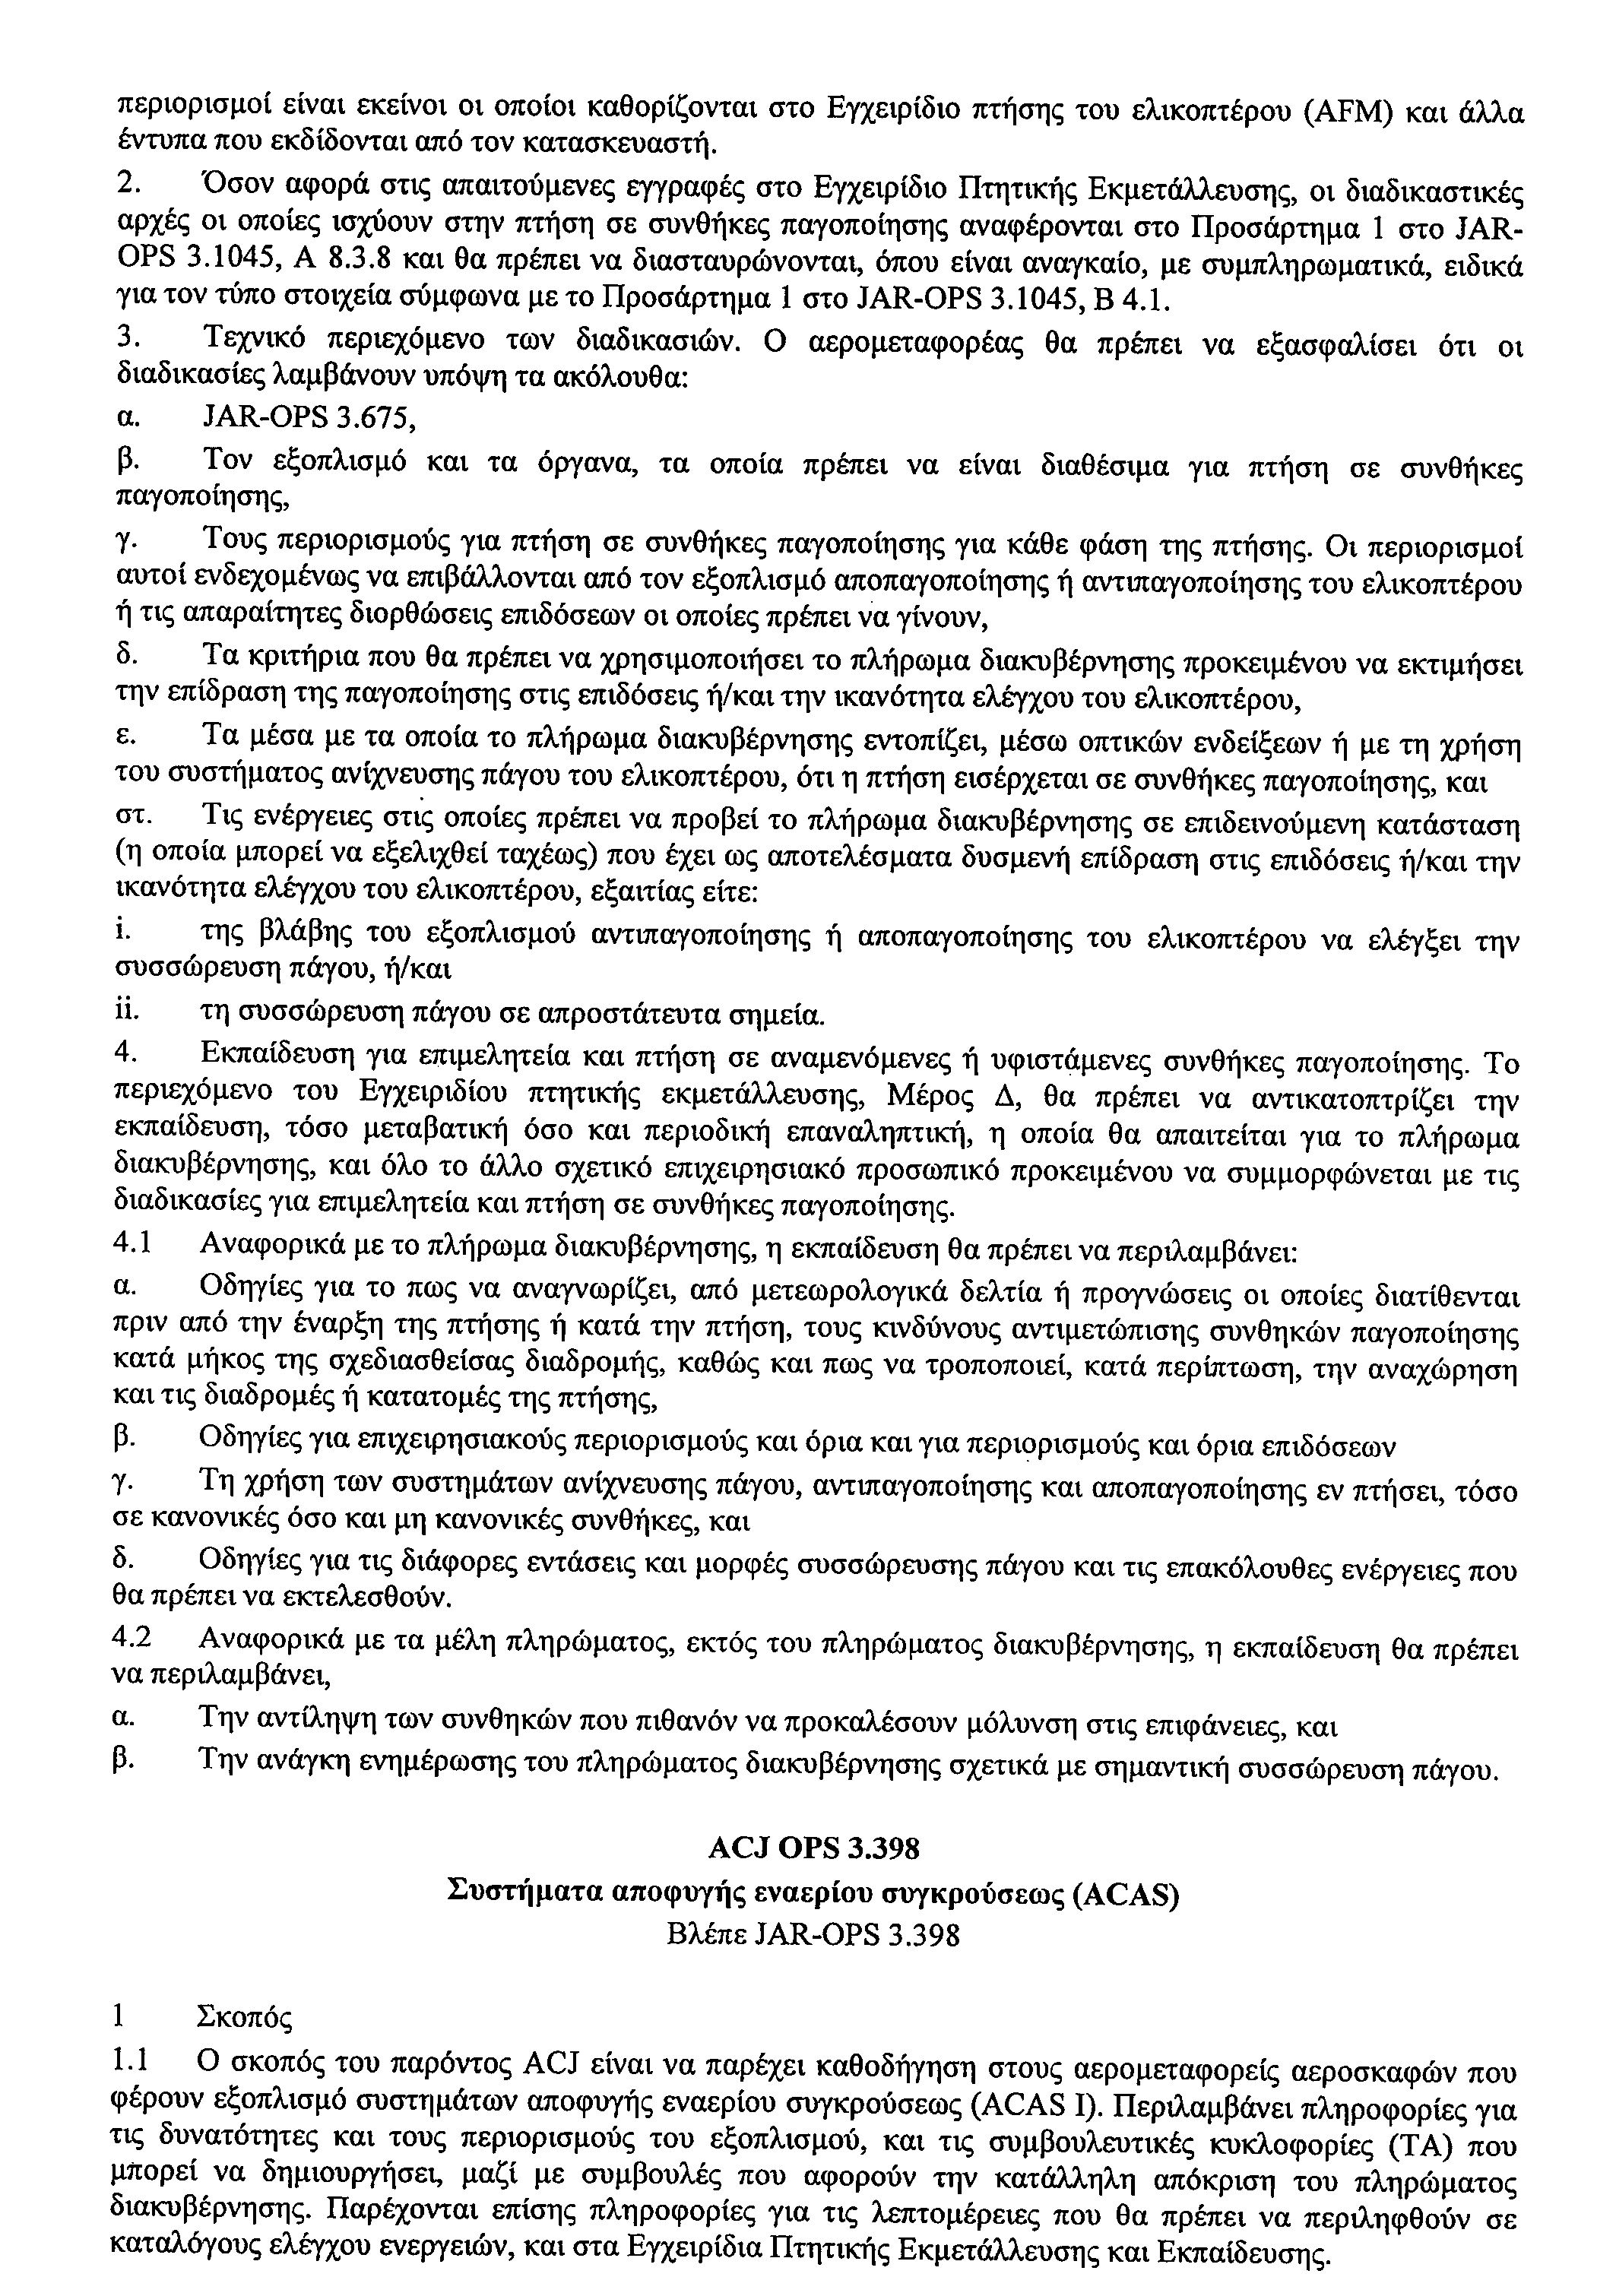 περιορισμοί είναι εκείνοι οι οποίοι καθορίζονται στο Εγχειρίδιο πτήσης του ελικοπτέρου (AFM) και άλλα
έντυπα που εκδίδονται από τον κατασκευαστή.
2. Όσον αφορά στις απαιτούμενες εγγραφές στο Εγχειρίδιο Πτητικής Εκμετάλλευσης, οι διαδικαστικές
αρχές οι οποίες ισχύουν στην πτήση σε συνθήκες παγοποίησης αναφέρονται στο Προσάρτημα 1 στο JAR-
OPS 3.1045, A 8.3.8 και θα πρέπει να διασταυρώνονται, όπου είναι αναγκαίο, με συμπληρωματικά, ειδικά
για τον τύπο στοιχεία σύμφωνα με το Προσάρτημα 1 στο JAR-OPS 3.1045, B 4.1.
3. Τεχνικό περιεχόμενο των διαδικασιών. Ο αερομεταφορέας θα πρέπει να εξασφαλίσει ότι οι
διαδικασίες λαμβάνουν υπόψη τα ακόλουθα:
α. JAR-OPS 3.675,
β. Τον εξοπλισμό και τα όργανα, τα οποία πρέπει να είναι διαθέσιμα για πτήση σε συνθήκες
παγοποίησης,
γ. Τους περιορισμούς για πτήση σε συνθήκες παγοποίησης για κάθε φάση της πτήσης. Οι περιορισμοί
αυτοί ενδεχομένως να επιβάλλονται από τον εξοπλισμό αποπαγοποίησης ή αντιπαγοποίησης του ελικοπτέρου
ή τις απαραίτητες διορθώσεις επιδόσεων οι οποίες πρέπει να γίνουν,
δ. Τα κριτήρια που θα πρέπει να χρησιμοποιήσει το πλήρωμα διακυβέρνησης προκειμένου να εκτιμήσει
την επίδραση της παγοποίησης στις επιδόσεις ή/και την ικανότητα ελέγχου του ελικοπτέρου,
ε. Τα μέσα με τα οποία το πλήρωμα διακυβέρνησης εντοπίζει, μέσω οπτικών ενδείξεων ή με τη χρήση
του συστήματος ανίχνευσης πάγου του ελικοπτέρου, ότι η πτήση εισέρχεται σε συνθήκες παγοποίησης, και
στ. Τις ενέργειες στις οποίες πρέπει να προβεί το πλήρωμα διακυβέρνησης σε επιδεινούμενη κατάσταση
(η οποία μπορεί να εξελιχθεί ταχέως) που έχει ως αποτελέσματα δυσμενή επίδραση στις επιδόσεις ή/και την
ικανότητα ελέγχου του ελικοπτέρου, εξαιτίας είτε:
i. της βλάβης του εξοπλισμού αντιπαγοποίησης ή αποπαγοποίησης του ελικοπτέρου να ελέγξει την
συσσώρευση πάγου, ή/και
ii. τη συσσώρευση πάγου σε απροστάτευτα σημεία.
4. Εκπαίδευση για επιμελητεία και πτήση σε αναμενόμενες ή υφιστάμενες συνθήκες παγοποίησης. Το
περιεχόμενο του Εγχειριδίου πτητικής εκμετάλλευσης, Μέρος Δ, θα πρέπει να αντικατοπτρίζει την
εκπαίδευση, τόσο μεταβατική όσο και περιοδική επαναληπτική, η οποία θα απαιτείται για το πλήρωμα
διακυβέρνησης, και όλο το άλλο σχετικό επιχειρησιακό προσωπικό προκειμένου να συμμορφώνεται με τις
διαδικασίες για επιμελητεία και πτήση σε συνθήκες παγοποίησης.
4.1 Αναφορικά με το πλήρωμα διακυβέρνησης, η εκπαίδευση θα πρέπει να περιλαμβάνει:
α. Οδηγίες για το πως να αναγνωρίζει, από μετεωρολογικά δελτία ή προγνώσεις οι οποίες διατίθενται
πριν από την έναρξη της πτήσης ή κατά την πτήση, τους κινδύνους αντιμετώπισης συνθηκών παγοποίησης
κατά μήκος της σχεδιασθείσας διαδρομής, καθώς και πως να τροποποιεί, κατά περίπτωση, την αναχώρηση
και τις διαδρομές ή κατατομές της πτήσης,
β. Οδηγίες για επιχειρησιακούς περιορισμούς και όρια και για περιορισμούς και όρια επιδόσεων
γ. Τη χρήση των συστημάτων ανίχνευσης πάγου, αντιπαγοποίησης και αποπαγοποίησης εν πτήσει, τόσο
σε κανονικές όσο και μη κανονικές συνθήκες, και
δ. Οδηγίες για τις διάφορες εντάσεις και μορφές συσσώρευσης πάγου και τις επακόλουθες ενέργειες που
θα πρέπει να εκτελεσθούν.
4.2 Αναφορικά με τα μέλη πληρώματος, εκτός του πληρώματος διακυβέρνησης, η εκπαίδευση θα πρέπει
να περιλαμβάνει,
α. Την αντίληψη των συνθηκών που πιθανόν να προκαλέσουν μόλυνση στις επιφάνειες, και
β. Την ανάγκη ενημέρωσης του πληρώματος διακυβέρνησης σχετικά με σημαντική συσσώρευση πάγου.
ACJ OPS 3.398
Συστήματα αποφυγής εναερίου συγκρούσεως (ACAS)
Βλέπε JAR-OPS 3.398
1 Σκοπός
1.1 Ο σκοπός του παρόντος ACJ είναι να παρέχει καθοδήγηση στους αερομεταφορείς αεροσκαφών που
φέρουν εξοπλισμό συστημάτων αποφυγής εναερίου συγκρούσεως (ACAS I). Περιλαμβάνει πληροφορίες για
τις δυνατότητες και τους περιορισμούς του εξοπλισμού, και τις συμβουλευτικές κυκλοφορίες (TA) που
μπορεί να δημιουργήσει, μαζί με συμβουλές που αφορούν την κατάλληλη απόκριση του πληρώματος
διακυβέρνησης. Παρέχονται επίσης πληροφορίες για τις λεπτομέρειες που θα πρέπει να περιληφθούν σε
καταλόγους ελέγχου ενεργειών, και στα Εγχειρίδια Πτητικής Εκμετάλλευσης και Εκπαίδευσης.